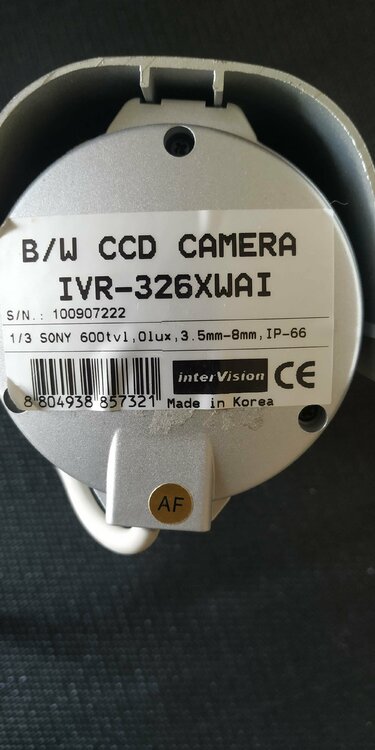 B/W CCD CAMERA
IVR-326XWAI
S/N.: 100907222
1/3 SONY 600tvl,0lux,3.5mm-8mm,IP-66
interVision CE
8 804938 857321 Made in Korea
AF